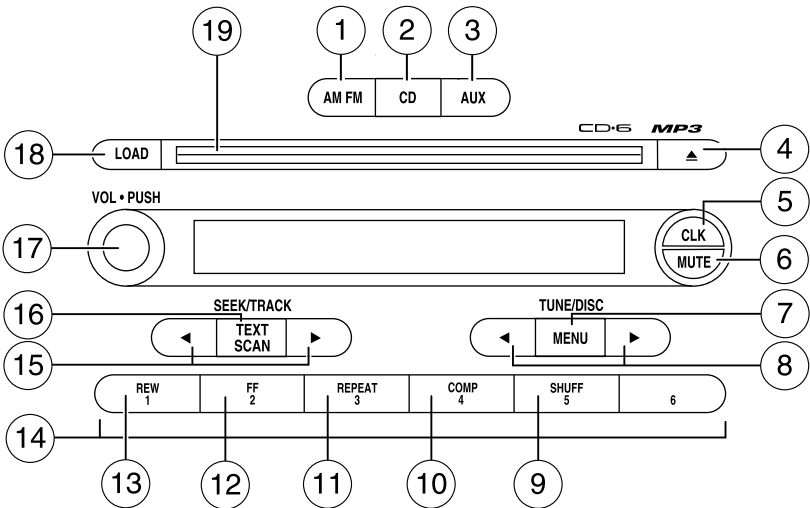 19 1 2 3
AM FM CD AUX
CD•6 MP3
18 LOAD 4
VOL • PUSH
5
17 CLK
MUTE 6
SEEK/TRACK TUNE/DISC
16 7
TEXT
SCAN MENU
15 8
REW FF REPEAT COMP SHUFF
1 2 3 4 5 6
14
13 12 11 10 9